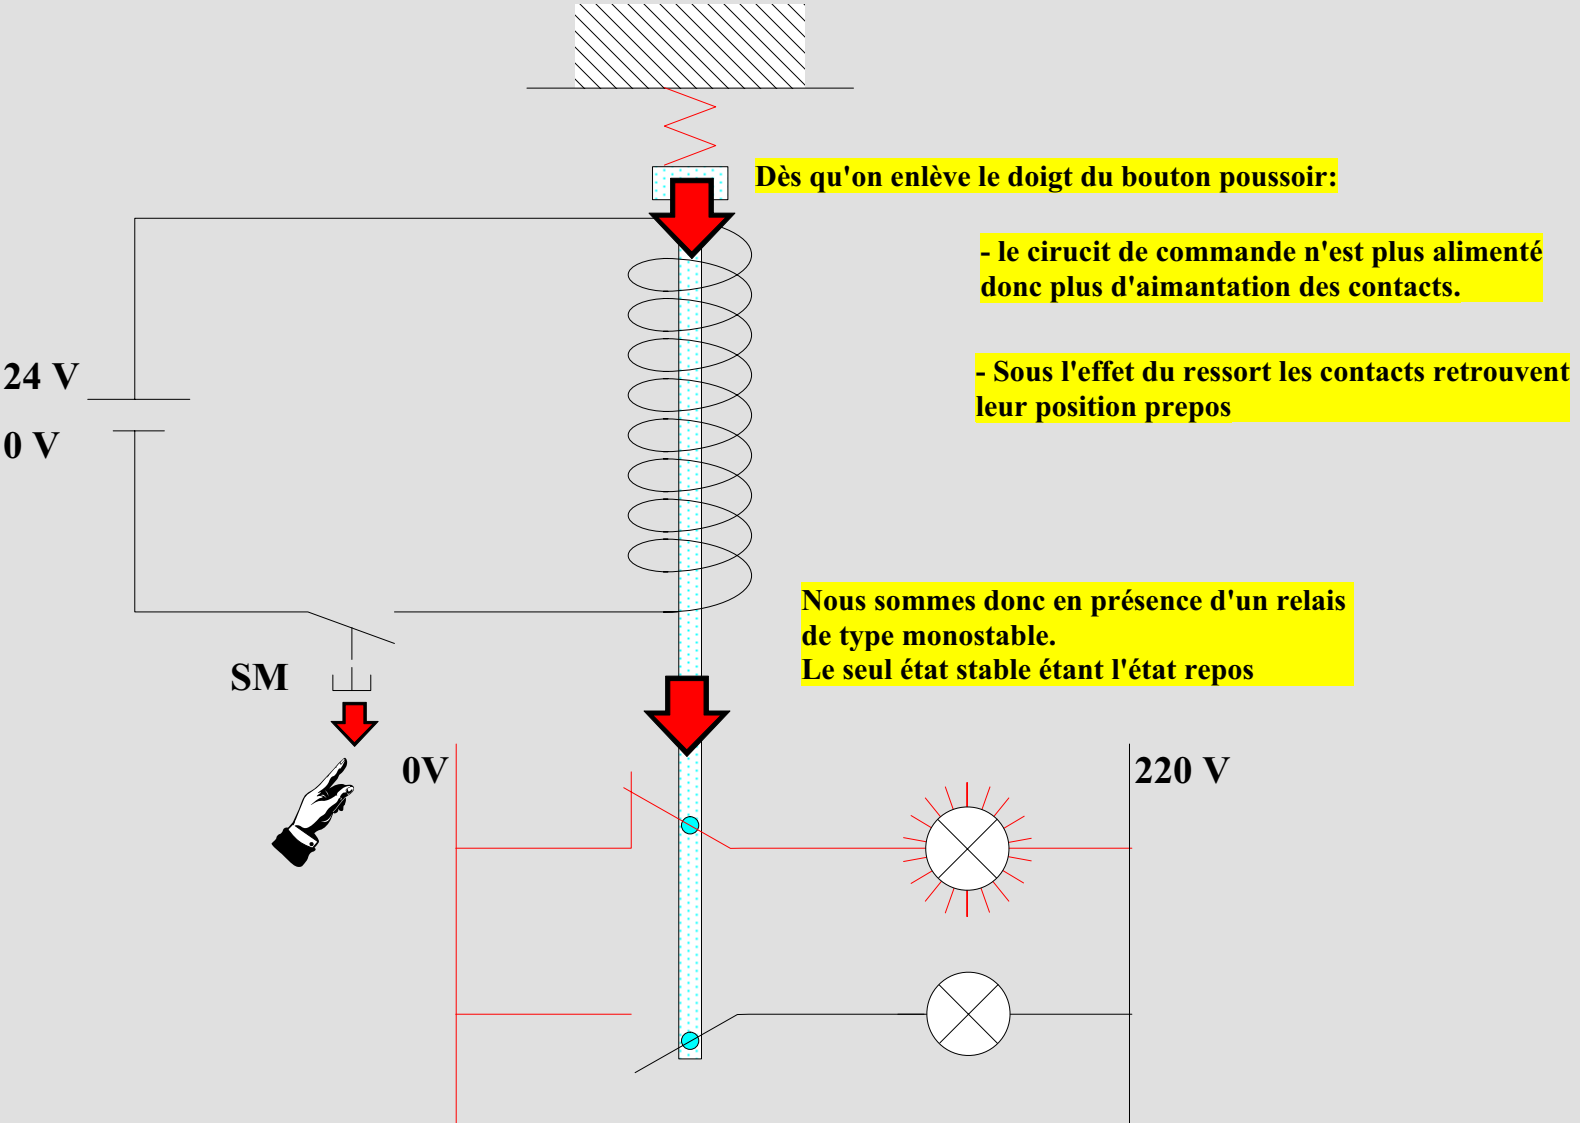 Dès qu'on enlève le doigt du bouton poussoir:
- le cirucit de commande n'est plus alimenté
donc plus d'aimantation des contacts.
- Sous l'effet du ressort les contacts retrouvent
leur position prepos
24 V
0 V
Nous sommes donc en présence d'un relais
de type monostable.
Le seul état stable étant l'état repos
SM
0V
220 V